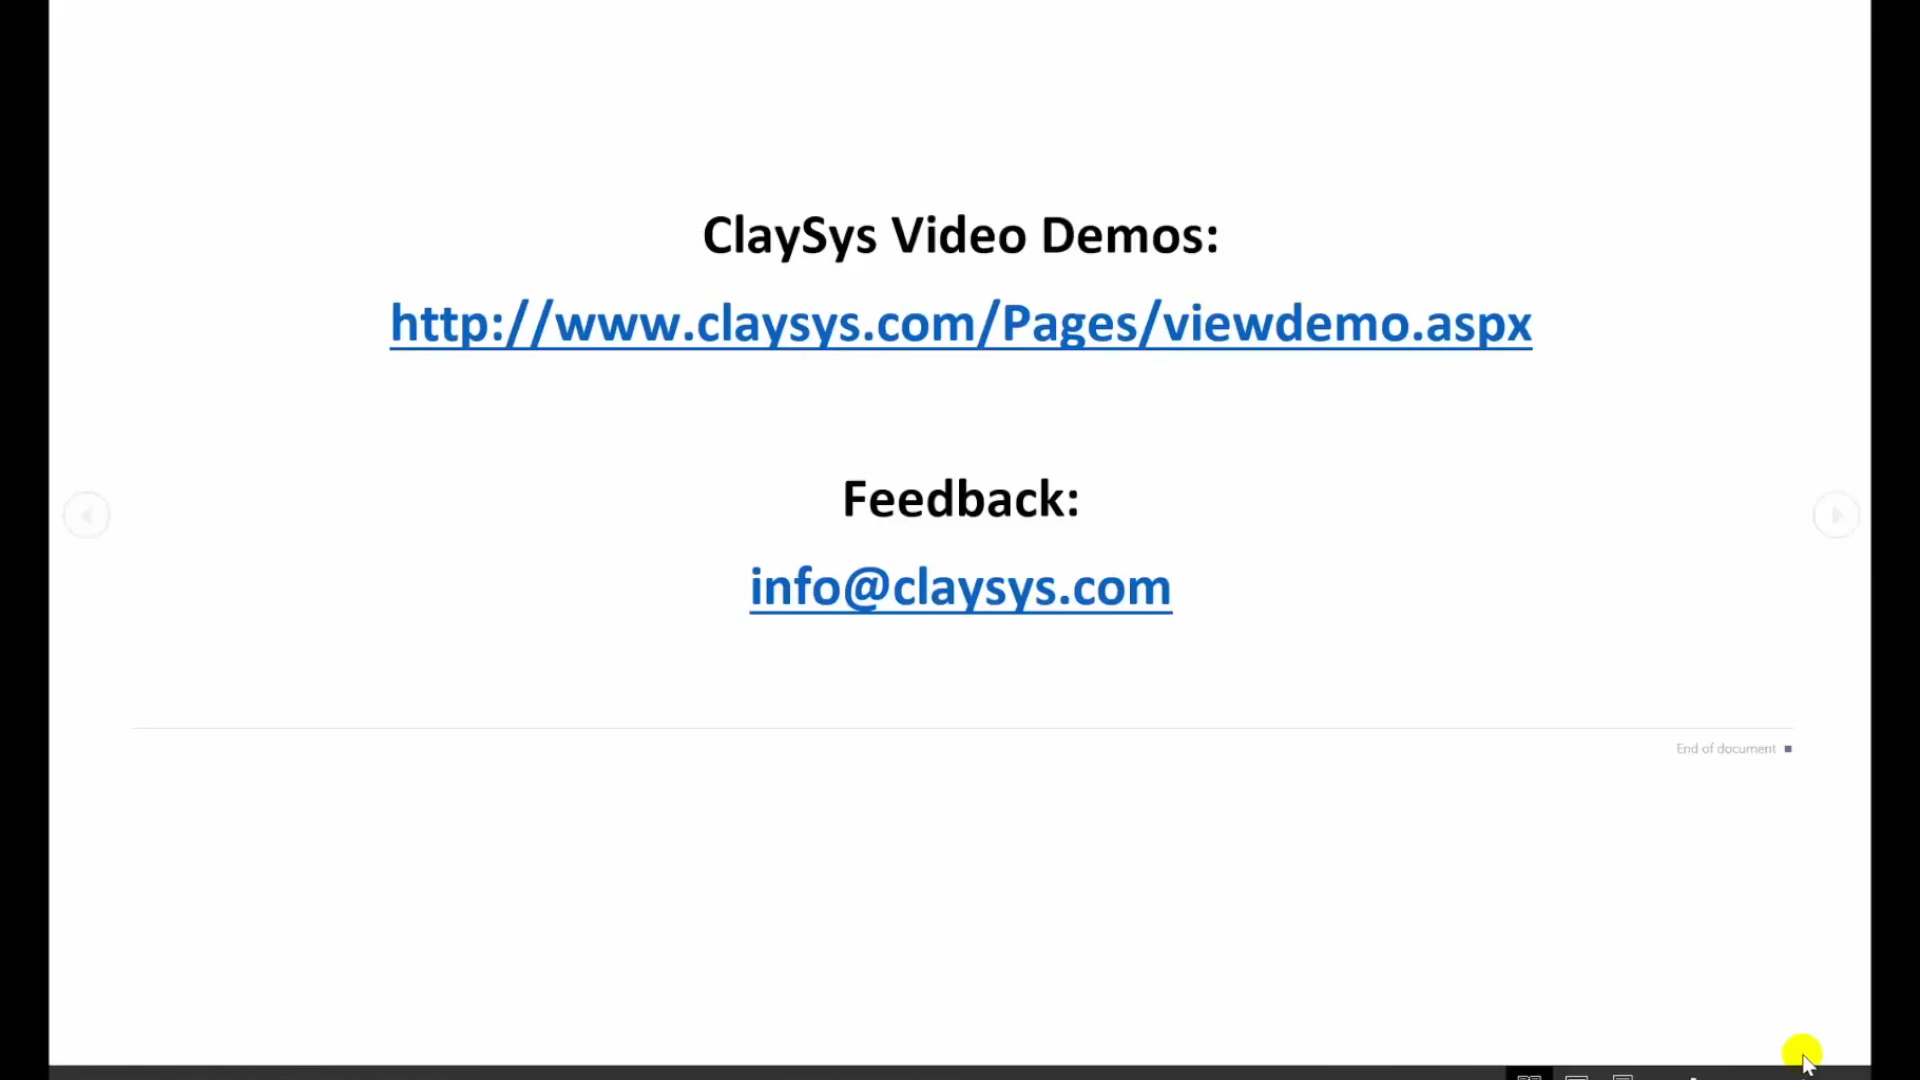 ClaySys Video Demos:
http://www.claysys.com/Pages/viewdemo.aspx
Feedback:
info@claysys.com
End of document